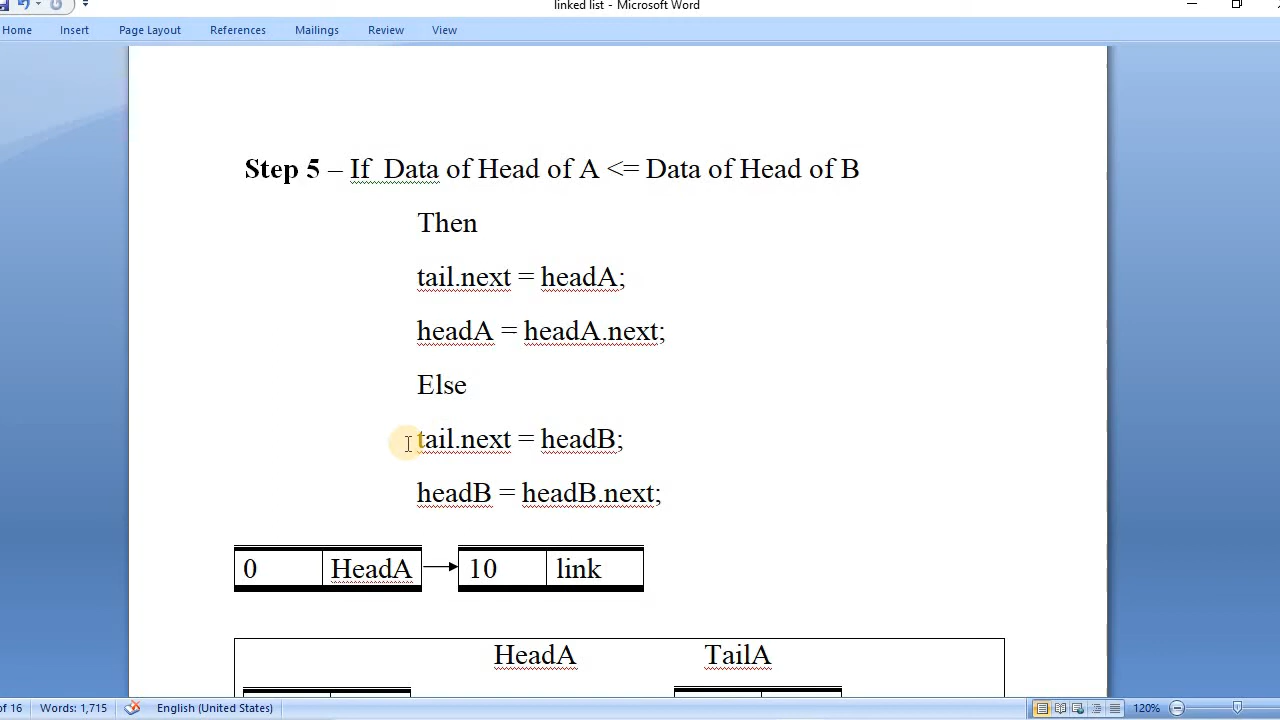 linked list - Microsoft Word
Home Insert Page Layout References Mailings Review View
Step 5 – If Data of Head of A <= Data of Head of B
Then
tail.next = headA;
headA = headA.next;
Else
tail.next = headB;
headB = headB.next;
0 HeadA 10 link
HeadA TailA
of 16 Words: 1,715 English (United States) 120%